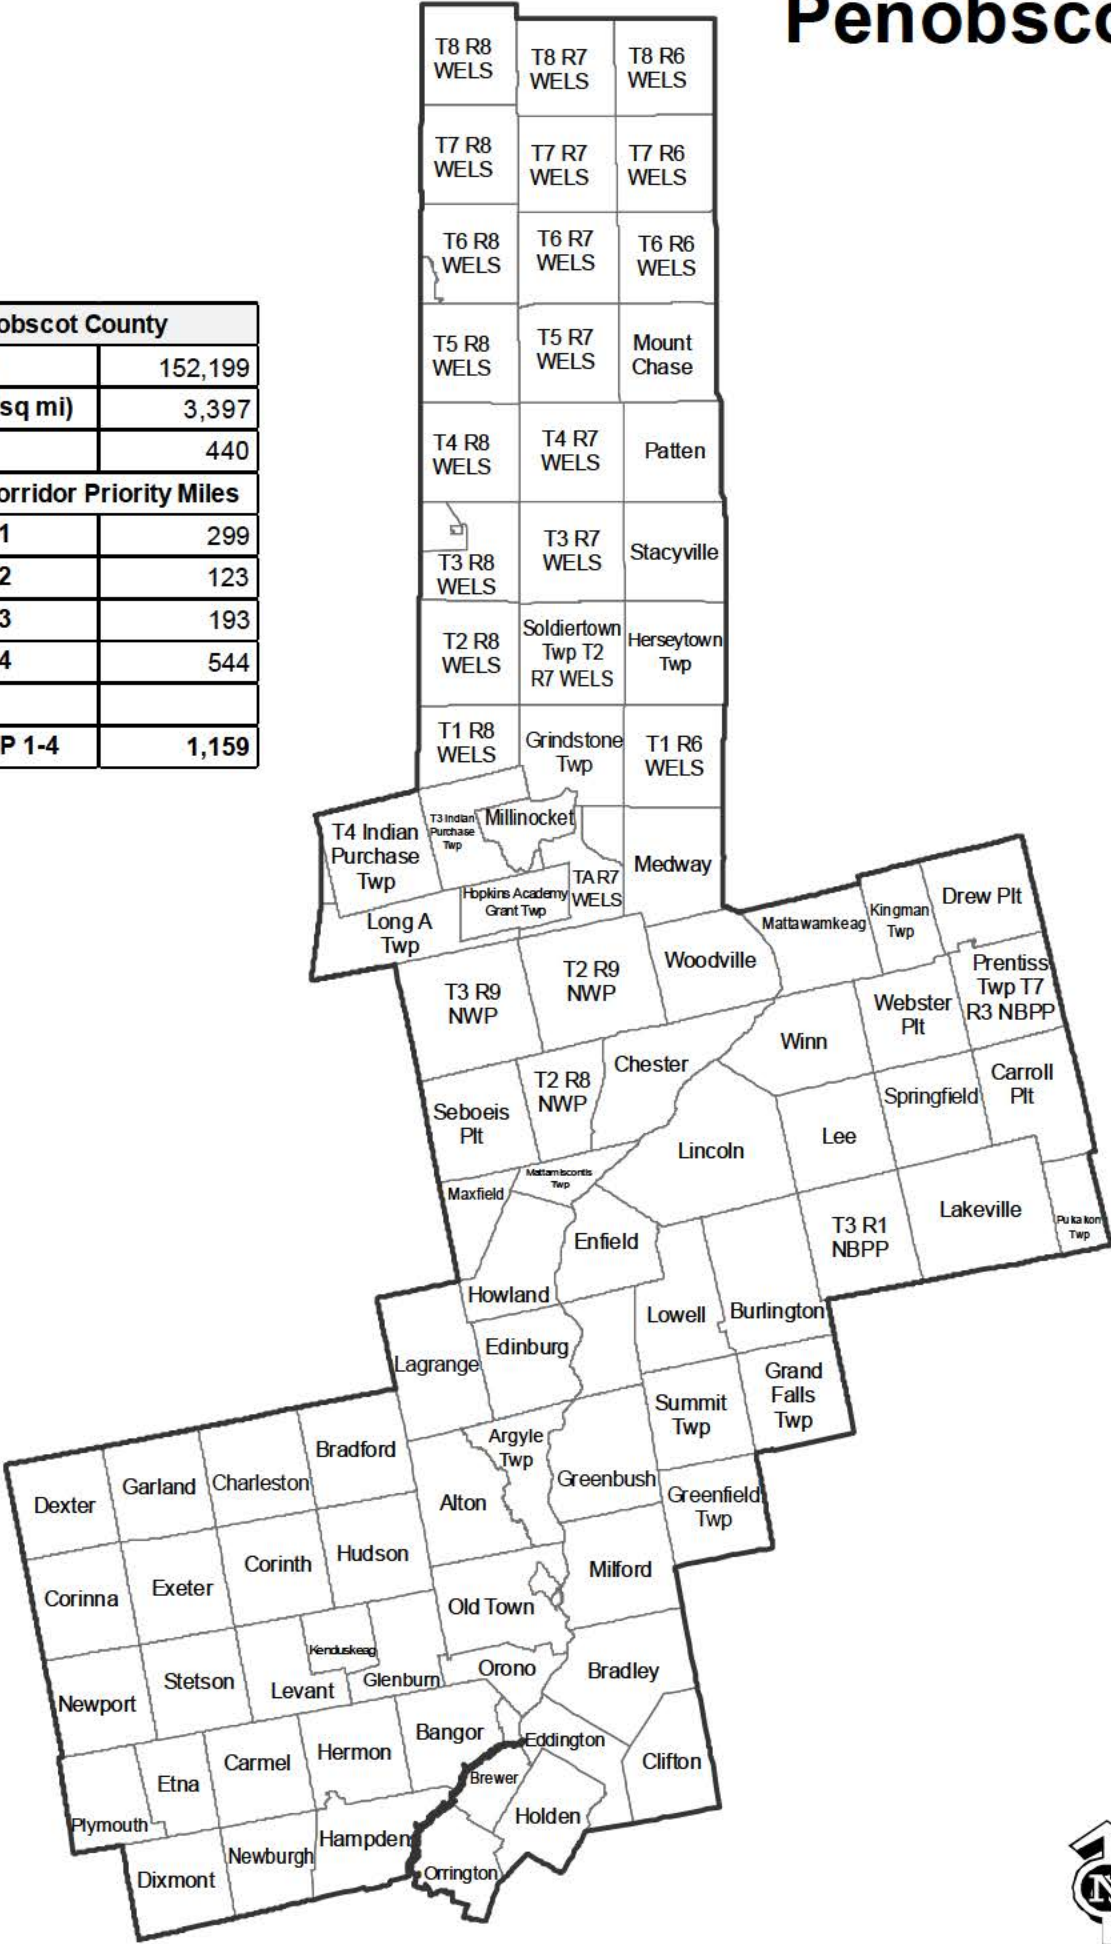 Penobsco
T8 R8
WELS
T8 R7
WELS
T8 R6
WELS
T7 R8
WELS
T7 R7
WELS
T7 R6
WELS
T6 R8
WELS
T6 R7
WELS
T6 R6
WELS
obscot County
152,199
sq mi) 3,397
440
orridor Priority Miles
1 299
2 123
3 193
4 544
P 1-4 1,159
T5 R8
WELS
T5 R7
WELS
Mount
Chase
T4 R8
WELS
T4 R7
WELS
Patten
T3 R8
WELS
T3 R7
WELS
Stacyville
T2 R8
WELS
Soldiertown
Twp T2
R7 WELS
Herseytown
Twp
T1 R8
WELS
Grindstone
Twp
T1 R6
WELS
T4 Indian
Purchase
Twp
T3 Indian
Purchase
Twp
Millinocket
Medway
Hopkins Academy
Grant Twp
TA R7
WELS
Long A
Twp
Mattawamkeag
Kingman
Twp
Drew Plt
T3 R9
NWP
T2 R9
NWP
Woodville
Prentiss
Twp T7
R3 NBPP
Webster
Plt
Winn
Chester
T2 R8
NWP
Seboeis
Plt
Springfield
Carroll
Plt
Lee
Lincoln
Mattamiscontis
Twp
Maxfield
Lakeville
Pukakon
Twp
T3 R1
NBPP
Enfield
Howland
Lowell
Burlington
Edinburg
Lagrange
Grand
Falls
Twp
Summit
Twp
Argyle
Twp
Bradford
Greenbush
Greenfield
Twp
Dexter
Garland
Charleston
Alton
Corinna
Exeter
Corinth
Hudson
Milford
Old Town
Kenduskeag
Newport
Stetson
Levant
Glenburn
Orono
Bradley
Bangor
Eddington
Clifton
Etna
Carmel
Hermon
Brewer
Holden
Plymouth
Dixmont
Newburgh
Hampden
Orrington
N